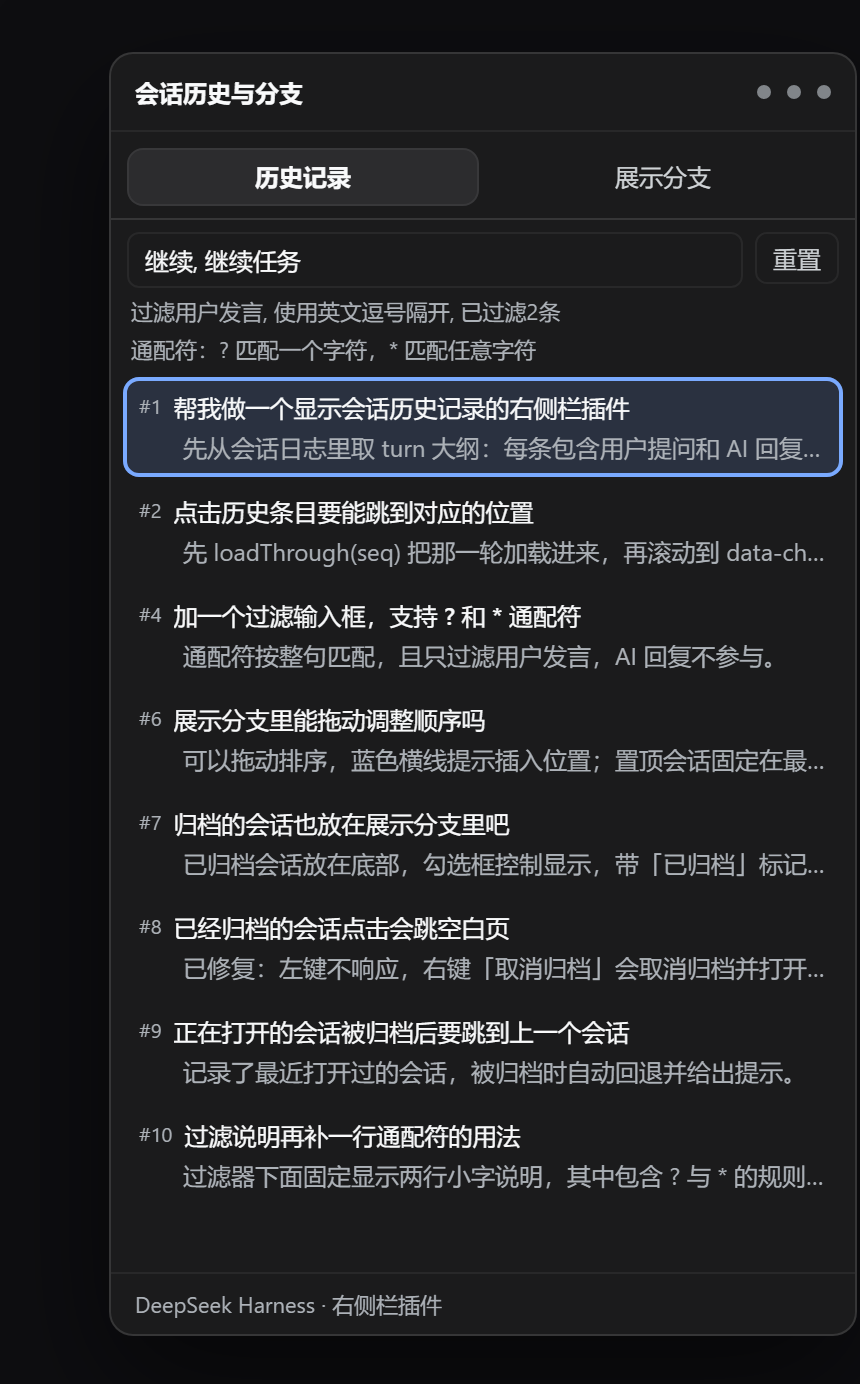 会话历史与分支
历史记录
展示分支
继续, 继续任务
重置
过滤用户发言, 使用英文逗号隔开, 已过滤2条
通配符：? 匹配一个字符，* 匹配任意字符
#1 帮我做一个显示会话历史记录的右侧栏插件
先从会话日志里取 turn 大纲：每条包含用户提问和 AI 回复...
#2 点击历史条目要能跳到对应的位置
先 loadThrough(seq) 把那一轮加载进来，再滚动到 data-ch...
#4 加一个过滤输入框，支持 ? 和 * 通配符
通配符按整句匹配，且只过滤用户发言，AI 回复不参与。
#6 展示分支里能拖动调整顺序吗
可以拖动排序，蓝色横线提示插入位置；置顶会话固定在最...
#7 归档的会话也放在展示分支里吧
已归档会话放在底部，勾选框控制显示，带「已归档」标记...
#8 已经归档的会话点击会跳空白页
已修复：左键不响应，右键「取消归档」会取消归档并打开...
#9 正在打开的会话被归档后要跳到上一个会话
记录了最近打开过的会话，被归档时自动回退并给出提示。
#10 过滤说明再补一行通配符的用法
过滤器下面固定显示两行小字说明，其中包含 ? 与 * 的规则...
DeepSeek Harness · 右侧栏插件